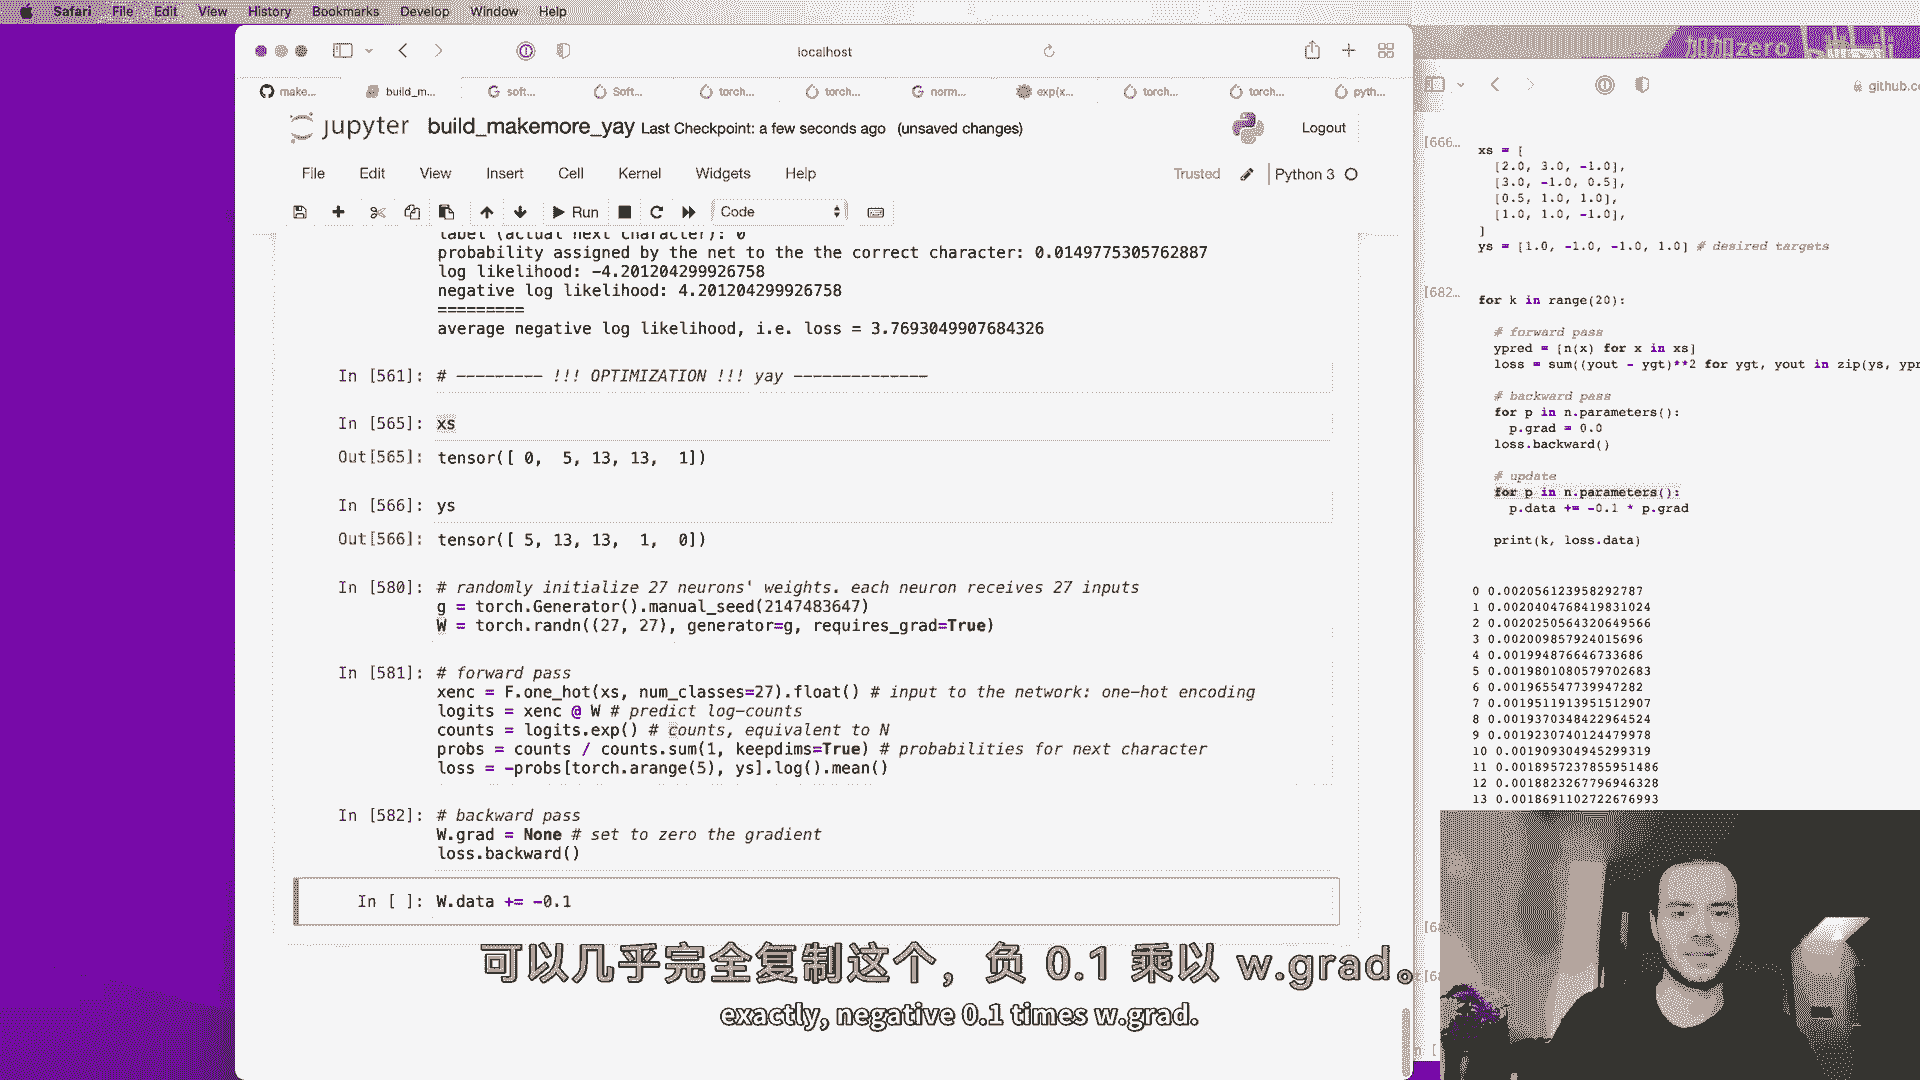 Safari File Edit View History Bookmarks Develop Window Help
localhost
make... build_m... soft... Soft... torch... torch... norm... exp(x... torch... torch... pyth...
jupyter build_makemore_yay Last Checkpoint: a few seconds ago (unsaved changes) Logout
File Edit View Insert Cell Kernel Widgets Help Trusted Python 3
Run Code
label (actual next character): 0
probability assigned by the net to the the correct character: 0.0149775305762887
log likelihood: -4.201204299926758
negative log likelihood: 4.201204299926758
=========
average negative log likelihood, i.e. loss = 3.7693049907684326
In [561]: # --------- !!! OPTIMIZATION !!! yay --------------
In [565]: xs
Out[565]: tensor([ 0,  5, 13, 13,  1])
In [566]: ys
Out[566]: tensor([ 5, 13, 13,  1,  0])
In [580]: # randomly initialize 27 neurons' weights. each neuron receives 27 inputs
g = torch.Generator().manual_seed(2147483647)
W = torch.randn((27, 27), generator=g, requires_grad=True)
In [581]: # forward pass
xenc = F.one_hot(xs, num_classes=27).float() # input to the network: one-hot encoding
logits = xenc @ W # predict log-counts
counts = logits.exp() # counts, equivalent to N
probs = counts / counts.sum(1, keepdims=True) # probabilities for next character
loss = -probs[torch.arange(5), ys].log().mean()
In [582]: # backward pass
W.grad = None # set to zero the gradient
loss.backward()
In [ ]: W.data += -0.1
加加zero
github.co
[666...
xs = [
[2.0, 3.0, -1.0],
[3.0, -1.0, 0.5],
[0.5, 1.0, 1.0],
[1.0, 1.0, -1.0],
]
ys = [1.0, -1.0, -1.0, 1.0] # desired targets
[682...
for k in range(20):
# forward pass
ypred = [n(x) for x in xs]
loss = sum((yout - ygt)**2 for ygt, yout in zip(ys, ypr
# backward pass
for p in n.parameters():
p.grad = 0.0
loss.backward()
# update
for p in n.parameters():
p.data += -0.1 * p.grad
print(k, loss.data)
0 0.002056123958292787
1 0.0020404768419831024
2 0.0020250564320649566
3 0.002009857924015696
4 0.001994876646733686
5 0.0019801080579702683
6 0.001965547739947282
7 0.0019511913951512907
8 0.0019370348422964524
9 0.0019230740124479978
10 0.001909304945299319
11 0.0018957237855951486
12 0.0018823267796946328
13 0.0018691102722676993
可以几乎完全复制这个，负 0.1 乘以 w.grad。
exactly, negative 0.1 times w.grad.